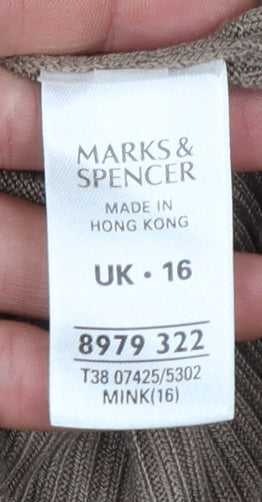 MARKS &
SPENCER
MADE IN
HONG KONG
UK • 16
8979 322
T38 07425/5302
MINK(16)